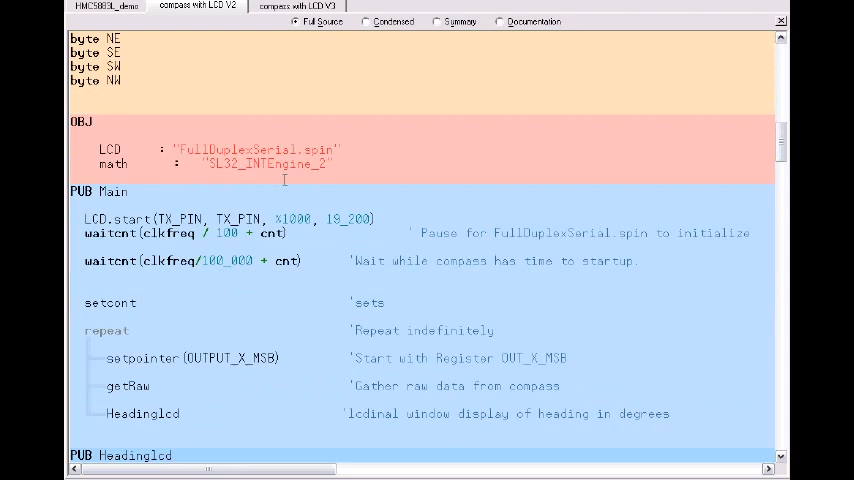 HMC5883L_demo compass with LCD V2 compass with LCD V3
Full Source Condensed Summary Documentation
byte NE
byte SE
byte SW
byte NW
OBJ
LCD : "FullDuplexSerial.spin"
math : "SL32_INTEngine_2"
PUB Main
LCD.start(TX_PIN, TX_PIN, %1000, 19_200)
waitcnt(clkfreq / 100 + cnt) ' Pause for FullDuplexSerial.spin to initialize
waitcnt(clkfreq/100_000 + cnt) 'Wait while compass has time to startup.
setcont 'sets
repeat 'Repeat indefinitely
setpointer(OUTPUT_X_MSB) 'Start with Register OUT_X_MSB
getRaw 'Gather raw data from compass
Headinglcd 'lcdinal window display of heading in degrees
PUB Headinglcd